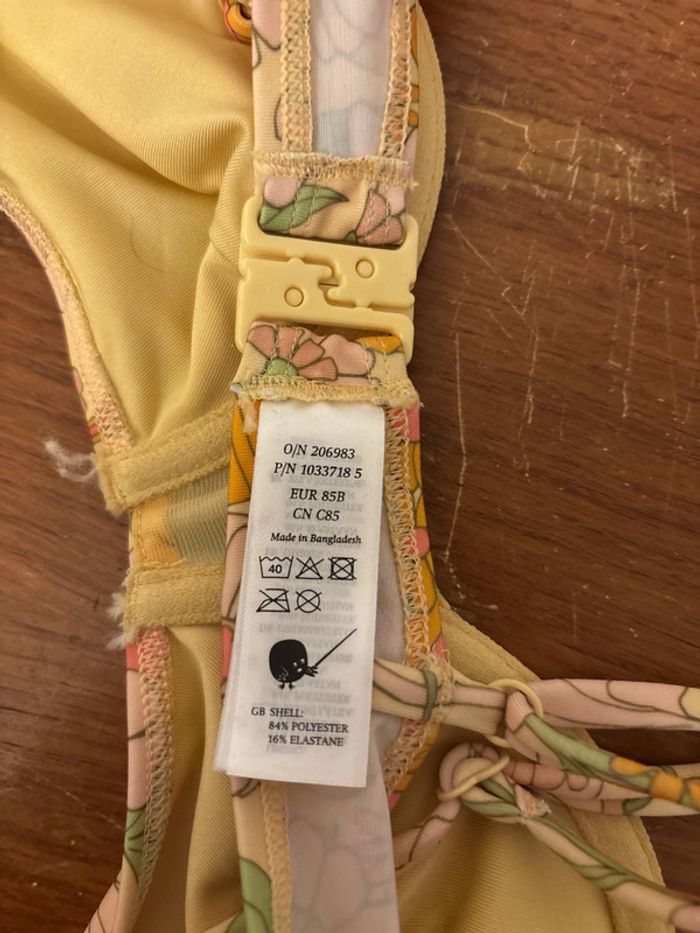 O/N 206983
P/N 1033718 5
EUR 85B
CN C85
Made in Bangladesh
40
GB SHELL:
84% POLYESTER
16% ELASTANE